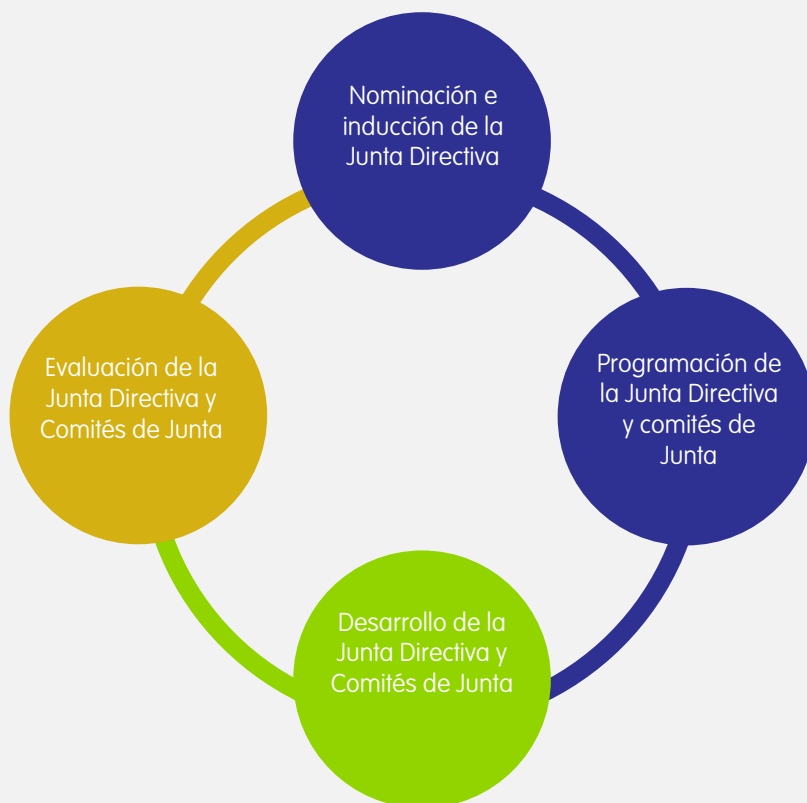 Nominación e
inducción de la
Junta Directiva
Programación de
la Junta Directiva
y comités de
Junta
Desarrollo de la
Junta Directiva y
Comités de Junta
Evaluación de la
Junta Directiva y
Comités de Junta